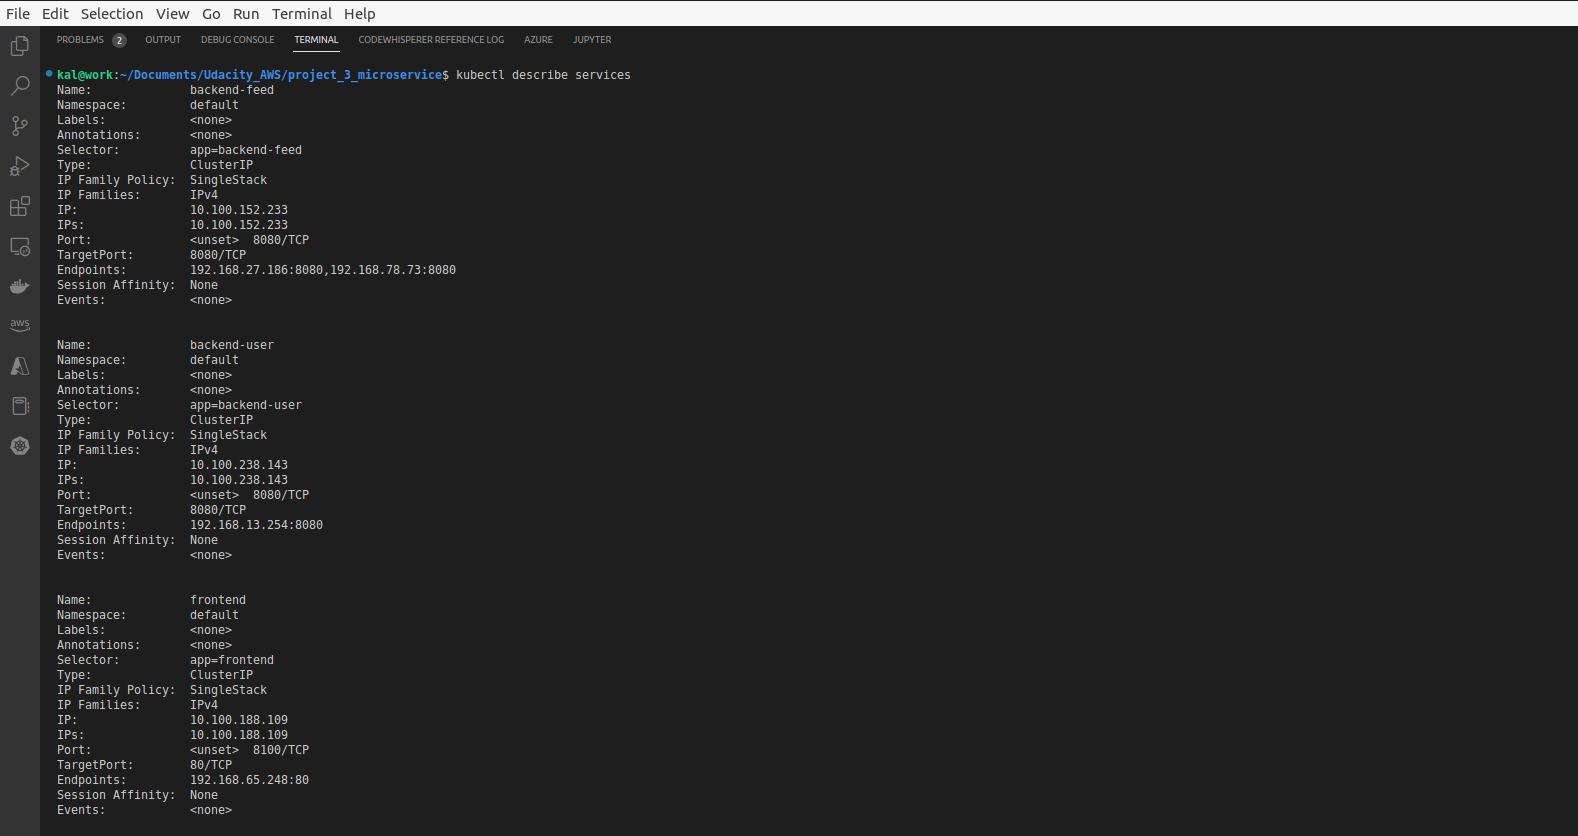 File Edit Selection View Go Run Terminal Help
PROBLEMS 2 OUTPUT DEBUG CONSOLE TERMINAL CODEWHISPERER REFERENCE LOG AZURE JUPYTER
kal@work:~/Documents/Udacity_AWS/project_3_microservice$ kubectl describe services
Name: backend-feed
Namespace: default
Labels: <none>
Annotations: <none>
Selector: app=backend-feed
Type: ClusterIP
IP Family Policy: SingleStack
IP Families: IPv4
IP: 10.100.152.233
IPs: 10.100.152.233
Port: <unset> 8080/TCP
TargetPort: 8080/TCP
Endpoints: 192.168.27.186:8080,192.168.78.73:8080
Session Affinity: None
Events: <none>
Name: backend-user
Namespace: default
Labels: <none>
Annotations: <none>
Selector: app=backend-user
Type: ClusterIP
IP Family Policy: SingleStack
IP Families: IPv4
IP: 10.100.238.143
IPs: 10.100.238.143
Port: <unset> 8080/TCP
TargetPort: 8080/TCP
Endpoints: 192.168.13.254:8080
Session Affinity: None
Events: <none>
Name: frontend
Namespace: default
Labels: <none>
Annotations: <none>
Selector: app=frontend
Type: ClusterIP
IP Family Policy: SingleStack
IP Families: IPv4
IP: 10.100.188.109
IPs: 10.100.188.109
Port: <unset> 8100/TCP
TargetPort: 80/TCP
Endpoints: 192.168.65.248:80
Session Affinity: None
Events: <none>
aws